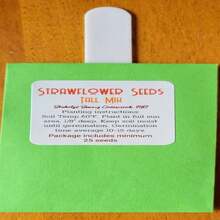 STRAWFLOWER SEEDS
TALL MIX
Planting instructions:
Soil Temp 60°F. Plant in full sun
area, 1/8" deep. Keep soil moist
until germination. Germination
time average 10-15 days.
Package includes minimum
25 seeds